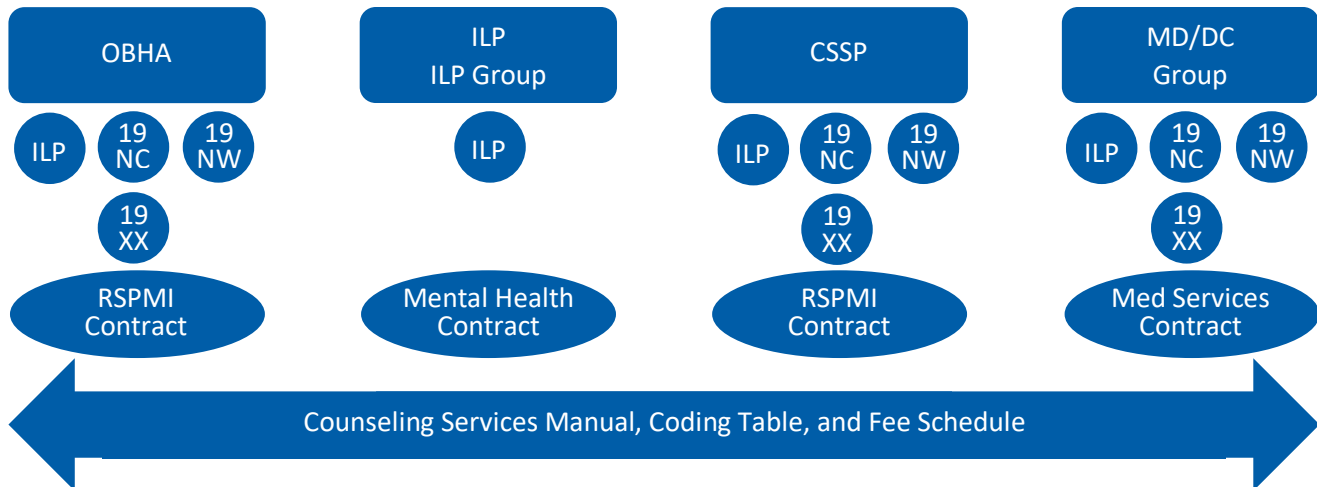 OBHA
ILP
ILP Group
CSSP
MD/DC
Group
ILP
19
NC
19
NW
ILP
ILP
19
NC
19
NW
ILP
19
NC
19
NW
19
XX
19
XX
19
XX
RSPMI
Contract
Mental Health
Contract
RSPMI
Contract
Med Services
Contract
Counseling Services Manual, Coding Table, and Fee Schedule